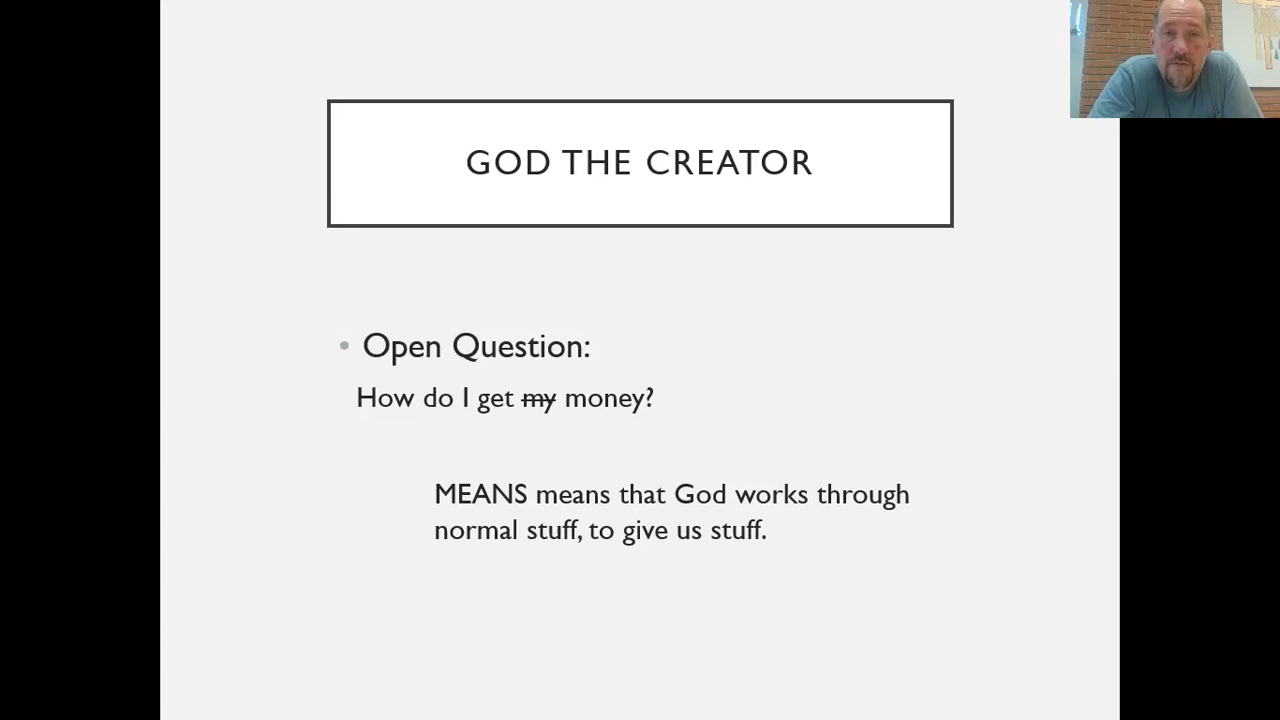 GOD THE CREATOR
• Open Question:
How do I get my money?
MEANS means that God works through
normal stuff, to give us stuff.